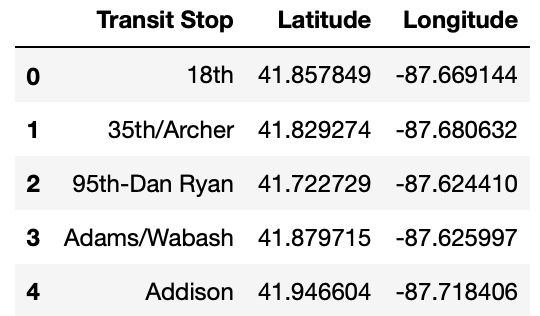 Transit Stop Latitude Longitude
0 18th 41.857849 -87.669144
1 35th/Archer 41.829274 -87.680632
2 95th-Dan Ryan 41.722729 -87.624410
3 Adams/Wabash 41.879715 -87.625997
4 Addison 41.946604 -87.718406